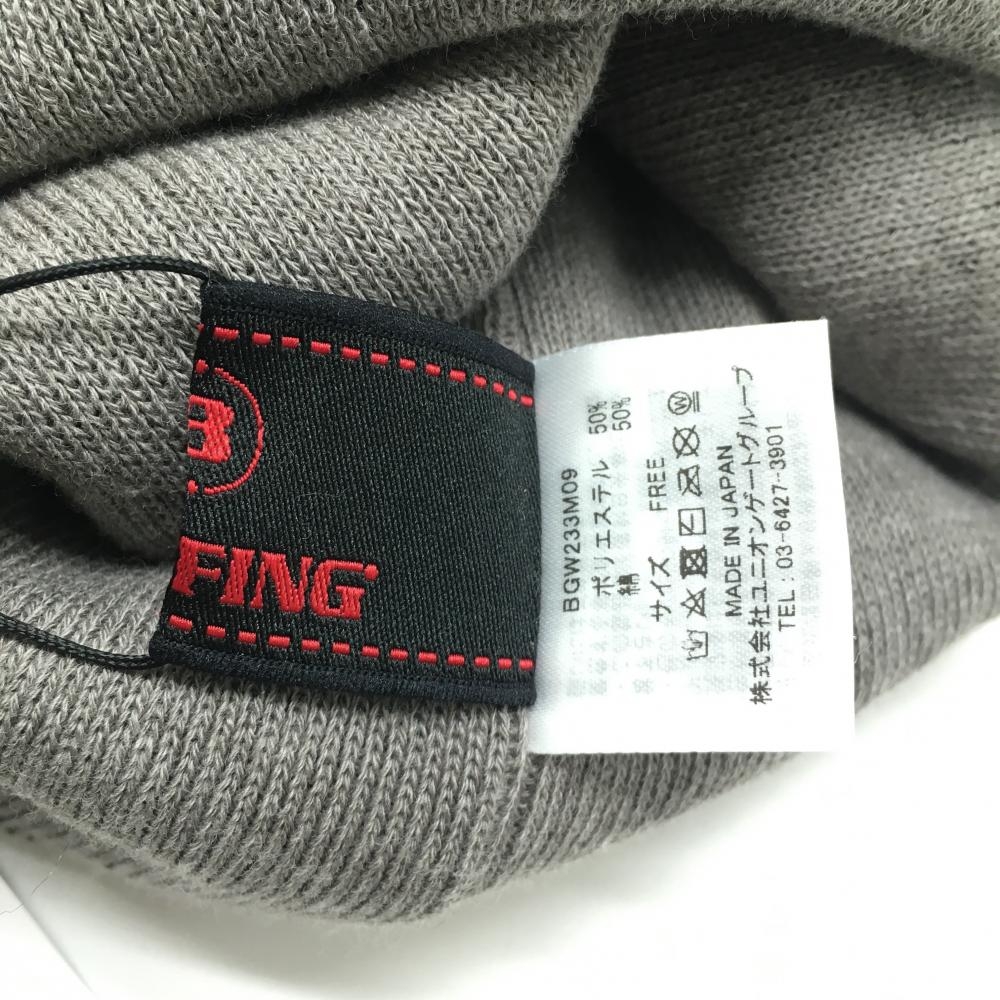 B
FING
BGW233M09
ポリエステル 50%
綿 50%
サイズ FREE
MADE IN JAPAN
株式会社ユニオンゲートグループ
TEL : 03-6427-3901